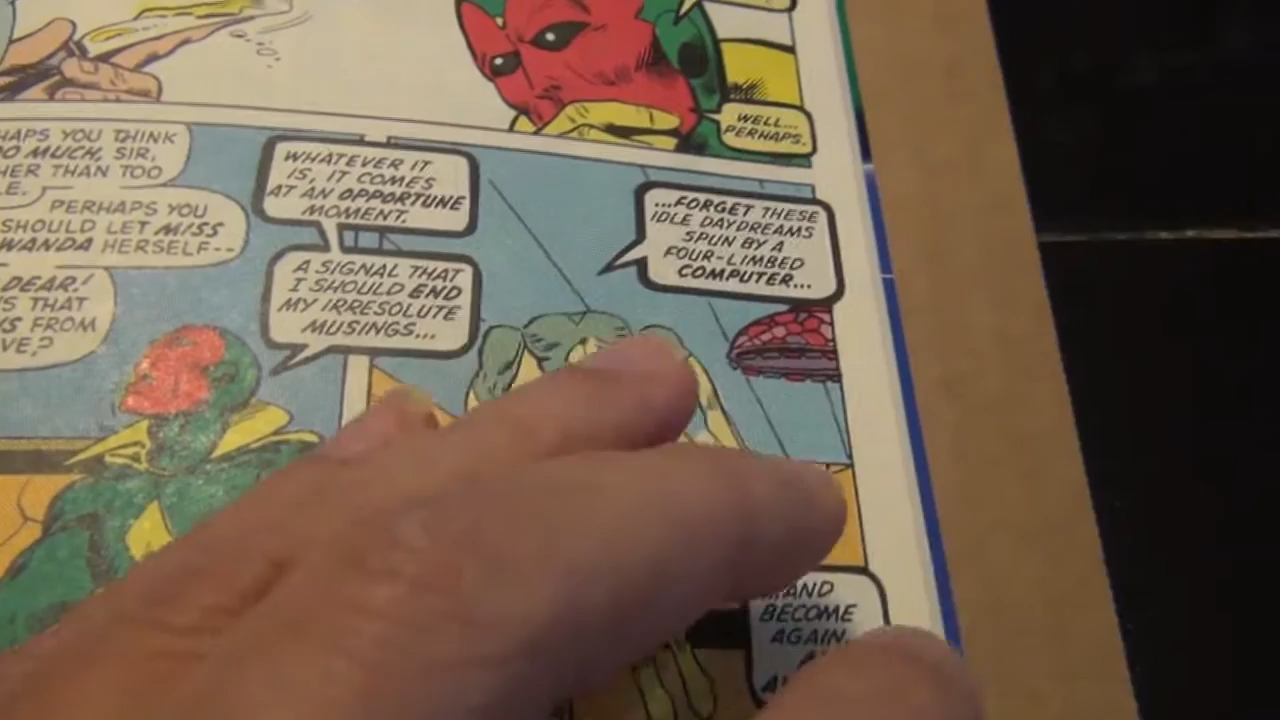 WELL...
PERHAPS.
HAPS YOU THINK
OO MUCH, SIR,
HER THAN TOO
LE.
PERHAPS YOU
SHOULD LET MISS
WANDA HERSELF--
DEAR!
S THAT
S FROM
VE?
WHATEVER IT
IS, IT COMES
AT AN OPPORTUNE
MOMENT.
A SIGNAL THAT
I SHOULD END
MY IRRESOLUTE
MUSINGS...
...FORGET THESE
IDLE DAYDREAMS
SPUN BY A
FOUR-LIMBED
COMPUTER...
...AND
BECOME
AGAIN.